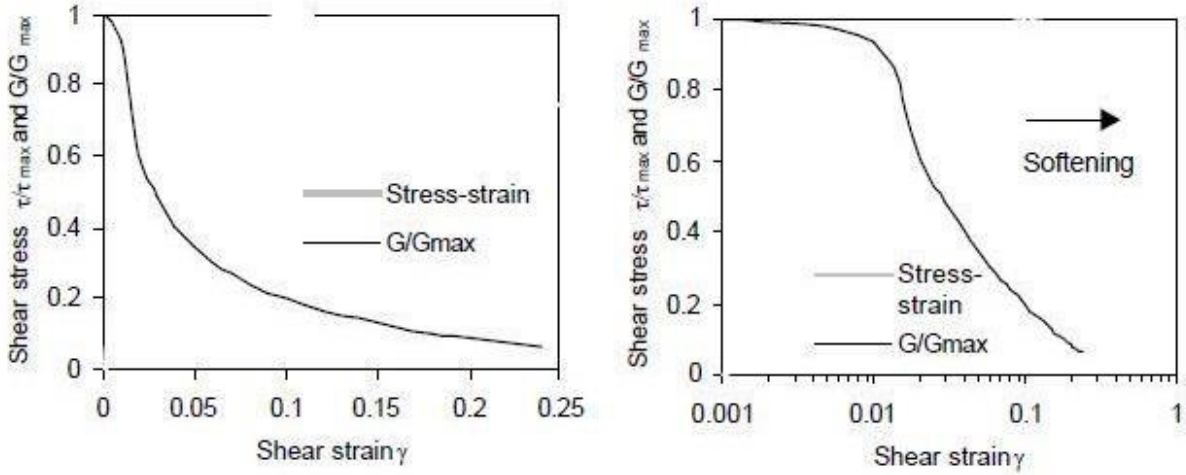 Shear stress τ/τ max and G/G max
1
0.8
0.6
0.4
0.2
0
0
0.05
0.1
0.15
0.2
0.25
Shear strain γ
Stress-strain
G/Gmax
Shear stress τ/τ max and G/G max
1
0.8
0.6
0.4
0.2
0
0.001
0.01
0.1
1
Shear strain γ
Softening
Stress-
strain
G/Gmax